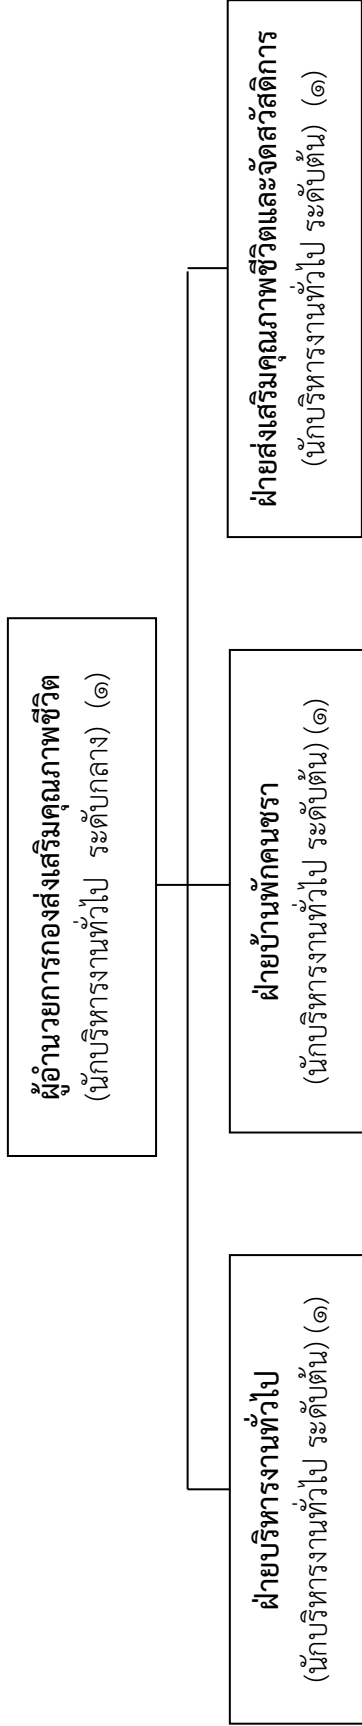 ผู้อำนวยการกองส่งเสริมคุณภาพชีวิต
(นักบริหารงานทั่วไป ระดับกลาง) (๑)
ฝ่ายบริหารงานทั่วไป
(นักบริหารงานทั่วไป ระดับต้น) (๑)
ฝ่ายบ้านพักคนชรา
(นักบริหารงานทั่วไป ระดับต้น) (๑)
ฝ่ายส่งเสริมคุณภาพชีวิตและจัดสวัสดิการ
(นักบริหารงานทั่วไป ระดับต้น) (๑)